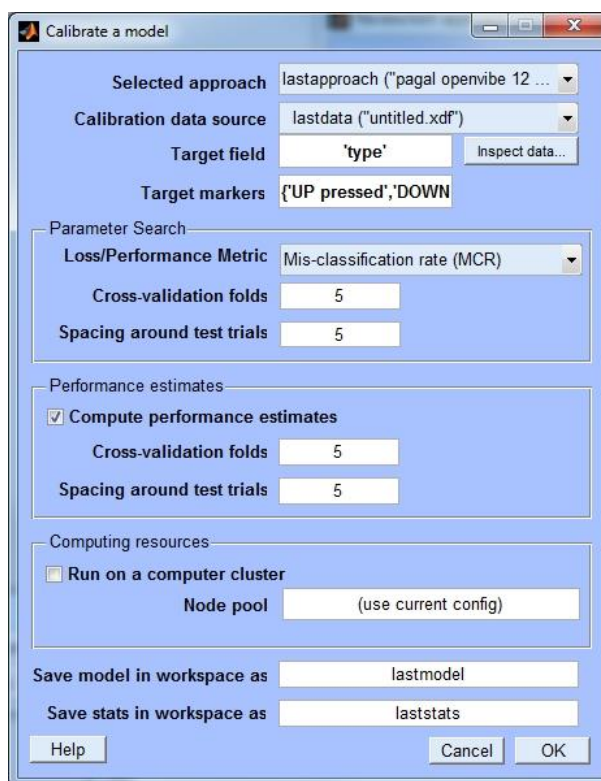 Calibrate a model
Selected approach lastapproach ("pagal openvibe 12 ...
Calibration data source lastdata ("untitled.xdf")
Target field 'type' Inspect data...
Target markers {'UP pressed','DOWN
Parameter Search
Loss/Performance Metric Mis-classification rate (MCR)
Cross-validation folds 5
Spacing around test trials 5
Performance estimates
Compute performance estimates
Cross-validation folds 5
Spacing around test trials 5
Computing resources
Run on a computer cluster
Node pool (use current config)
Save model in workspace as lastmodel
Save stats in workspace as laststats
Help Cancel OK